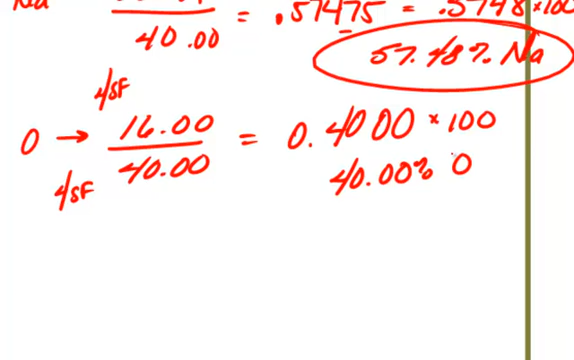 Na
40.00 = .57475 = .5748 × 100
57.48% Na
4SF
O → 16.00 / 40.00 = 0.4000 × 100
4SF
40.00% O